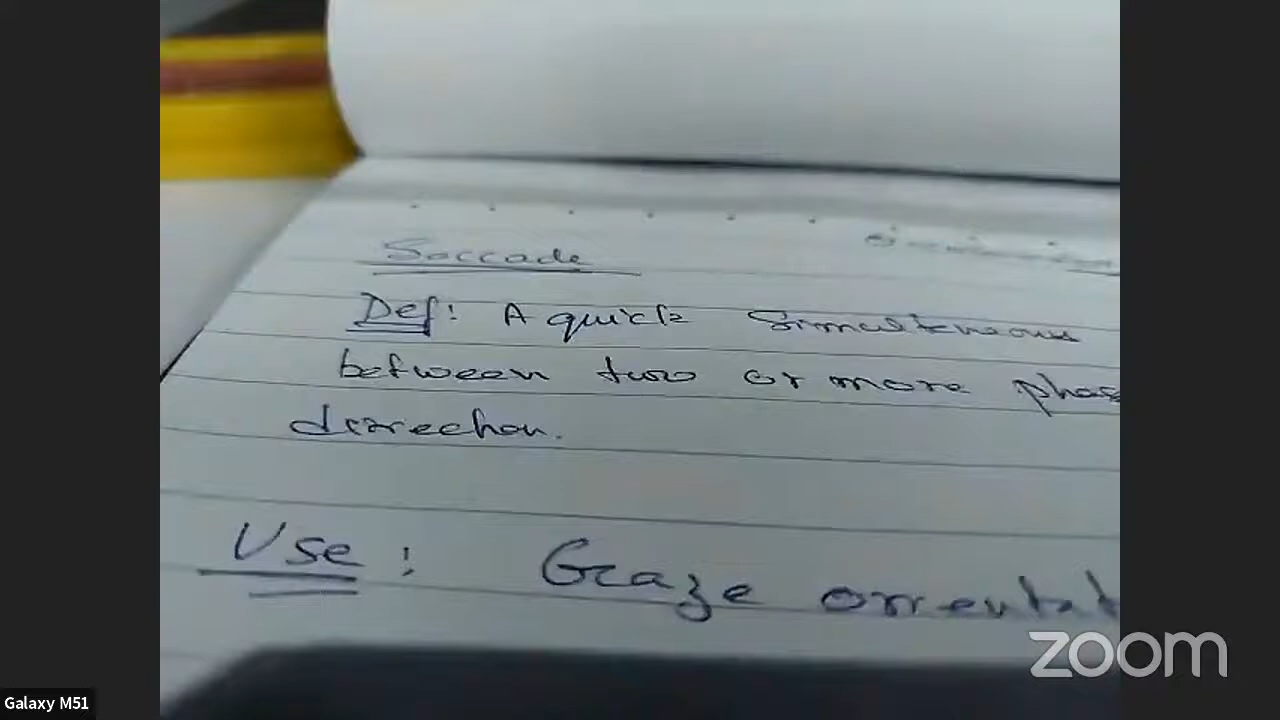 Saccade
Def: A quick Simultaneous
between two or more phas
direction.
Use: Gaze orientat
zoom
Galaxy M51